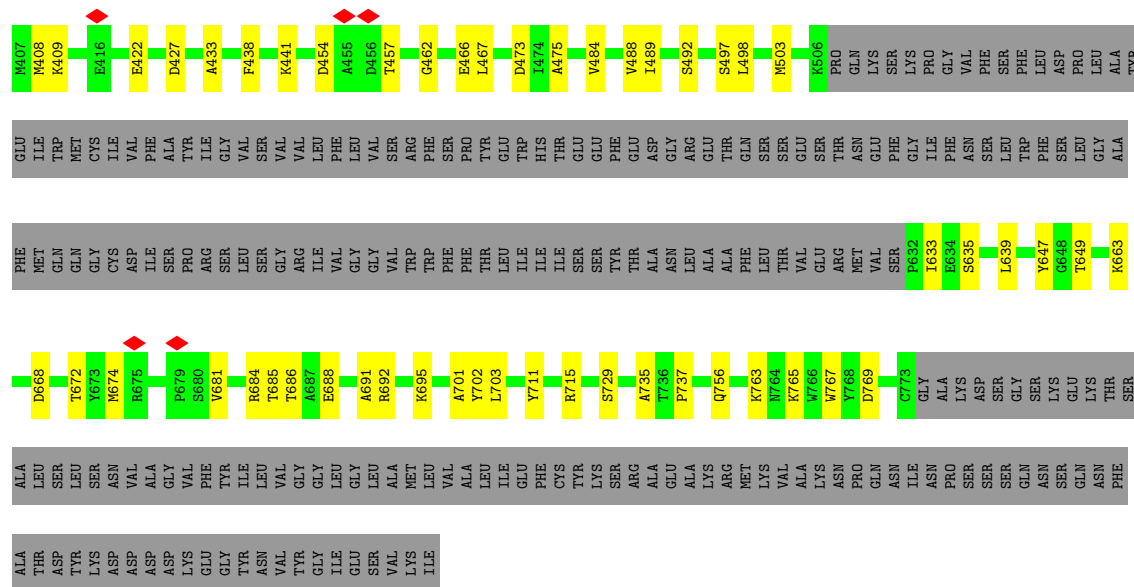 M407 M408 K409 E416 E422 D427 A433 F438 K441 D454 A455 D456 T457 G462 E466 L467 D473 I474 A475 V484 V488 I489 S492 S497 L498 M503 K506 PRO GLN LYS SER LYS PRO GLY VAL PHE SER PHE LEU ASP PRO LEU ALA TYR
GLU ILE TRP MET CYS ILE VAL PHE ALA TYR ILE GLY VAL SER VAL VAL LEU PHE LEU VAL SER ARG PHE SER PRO TYR GLU TRP HIS THR GLU GLU PHE GLU ASP GLY ARG GLU THR GLN SER SER GLU SER THR ASN GLU PHE GLY ILE PHE ASN SER LEU TRP PHE SER LEU GLY ALA
PHE MET GLN GLN GLY CYS ASP ILE SER PRO ARG SER LEU SER GLY ARG ILE VAL GLY GLY VAL TRP TRP PHE PHE THR LEU ILE ILE ILE SER SER TYR THR ALA ASN LEU ALA ALA PHE LEU THR VAL GLU ARG MET VAL SER P632 I633 E634 S635 L639 Y647 G648 T649 K663
D668 T672 Y673 M674 R675 P679 S680 V681 R684 T685 T686 A687 E688 A691 R692 K695 A701 Y702 L703 Y711 R715 S729 A735 T736 P737 Q756 K763 N764 K765 W766 W767 Y768 D769 C773 GLY ALA LYS ASP SER GLY SER LYS GLU LYS THR SER
ALA LEU SER LEU SER ASN VAL ALA GLY VAL PHE TYR ILE LEU VAL GLY GLY LEU GLY LEU ALA MET LEU VAL ALA LEU ILE GLU PHE CYS TYR LYS SER ARG ALA GLU ALA LYS ARG MET LYS VAL ALA LYS ASN PRO GLN ASN ILE ASN PRO SER SER SER GLN ASN SER GLN ASN PHE
ALA THR ASP TYR LYS ASP ASP ASP ASP LYS GLU GLY TYR ASN VAL TYR GLY ILE GLU SER VAL LYS ILE